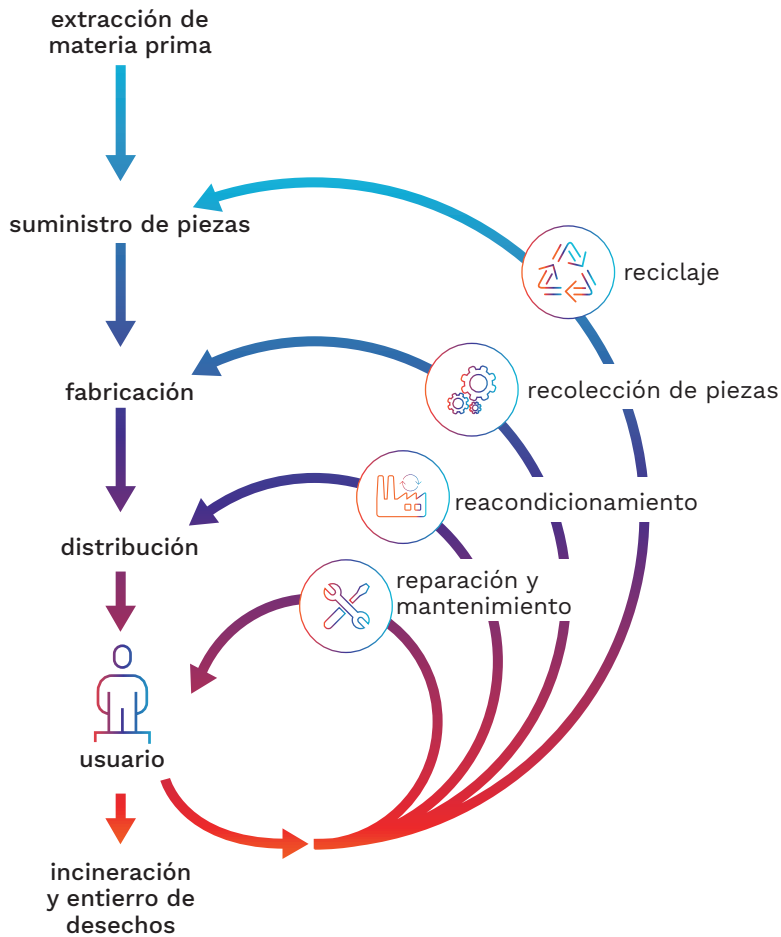 extracción de
materia prima
suministro de piezas
reciclaje
fabricación
recolección de piezas
reacondicionamiento
distribución
reparación y
mantenimiento
usuario
incineración
y entierro de
desechos